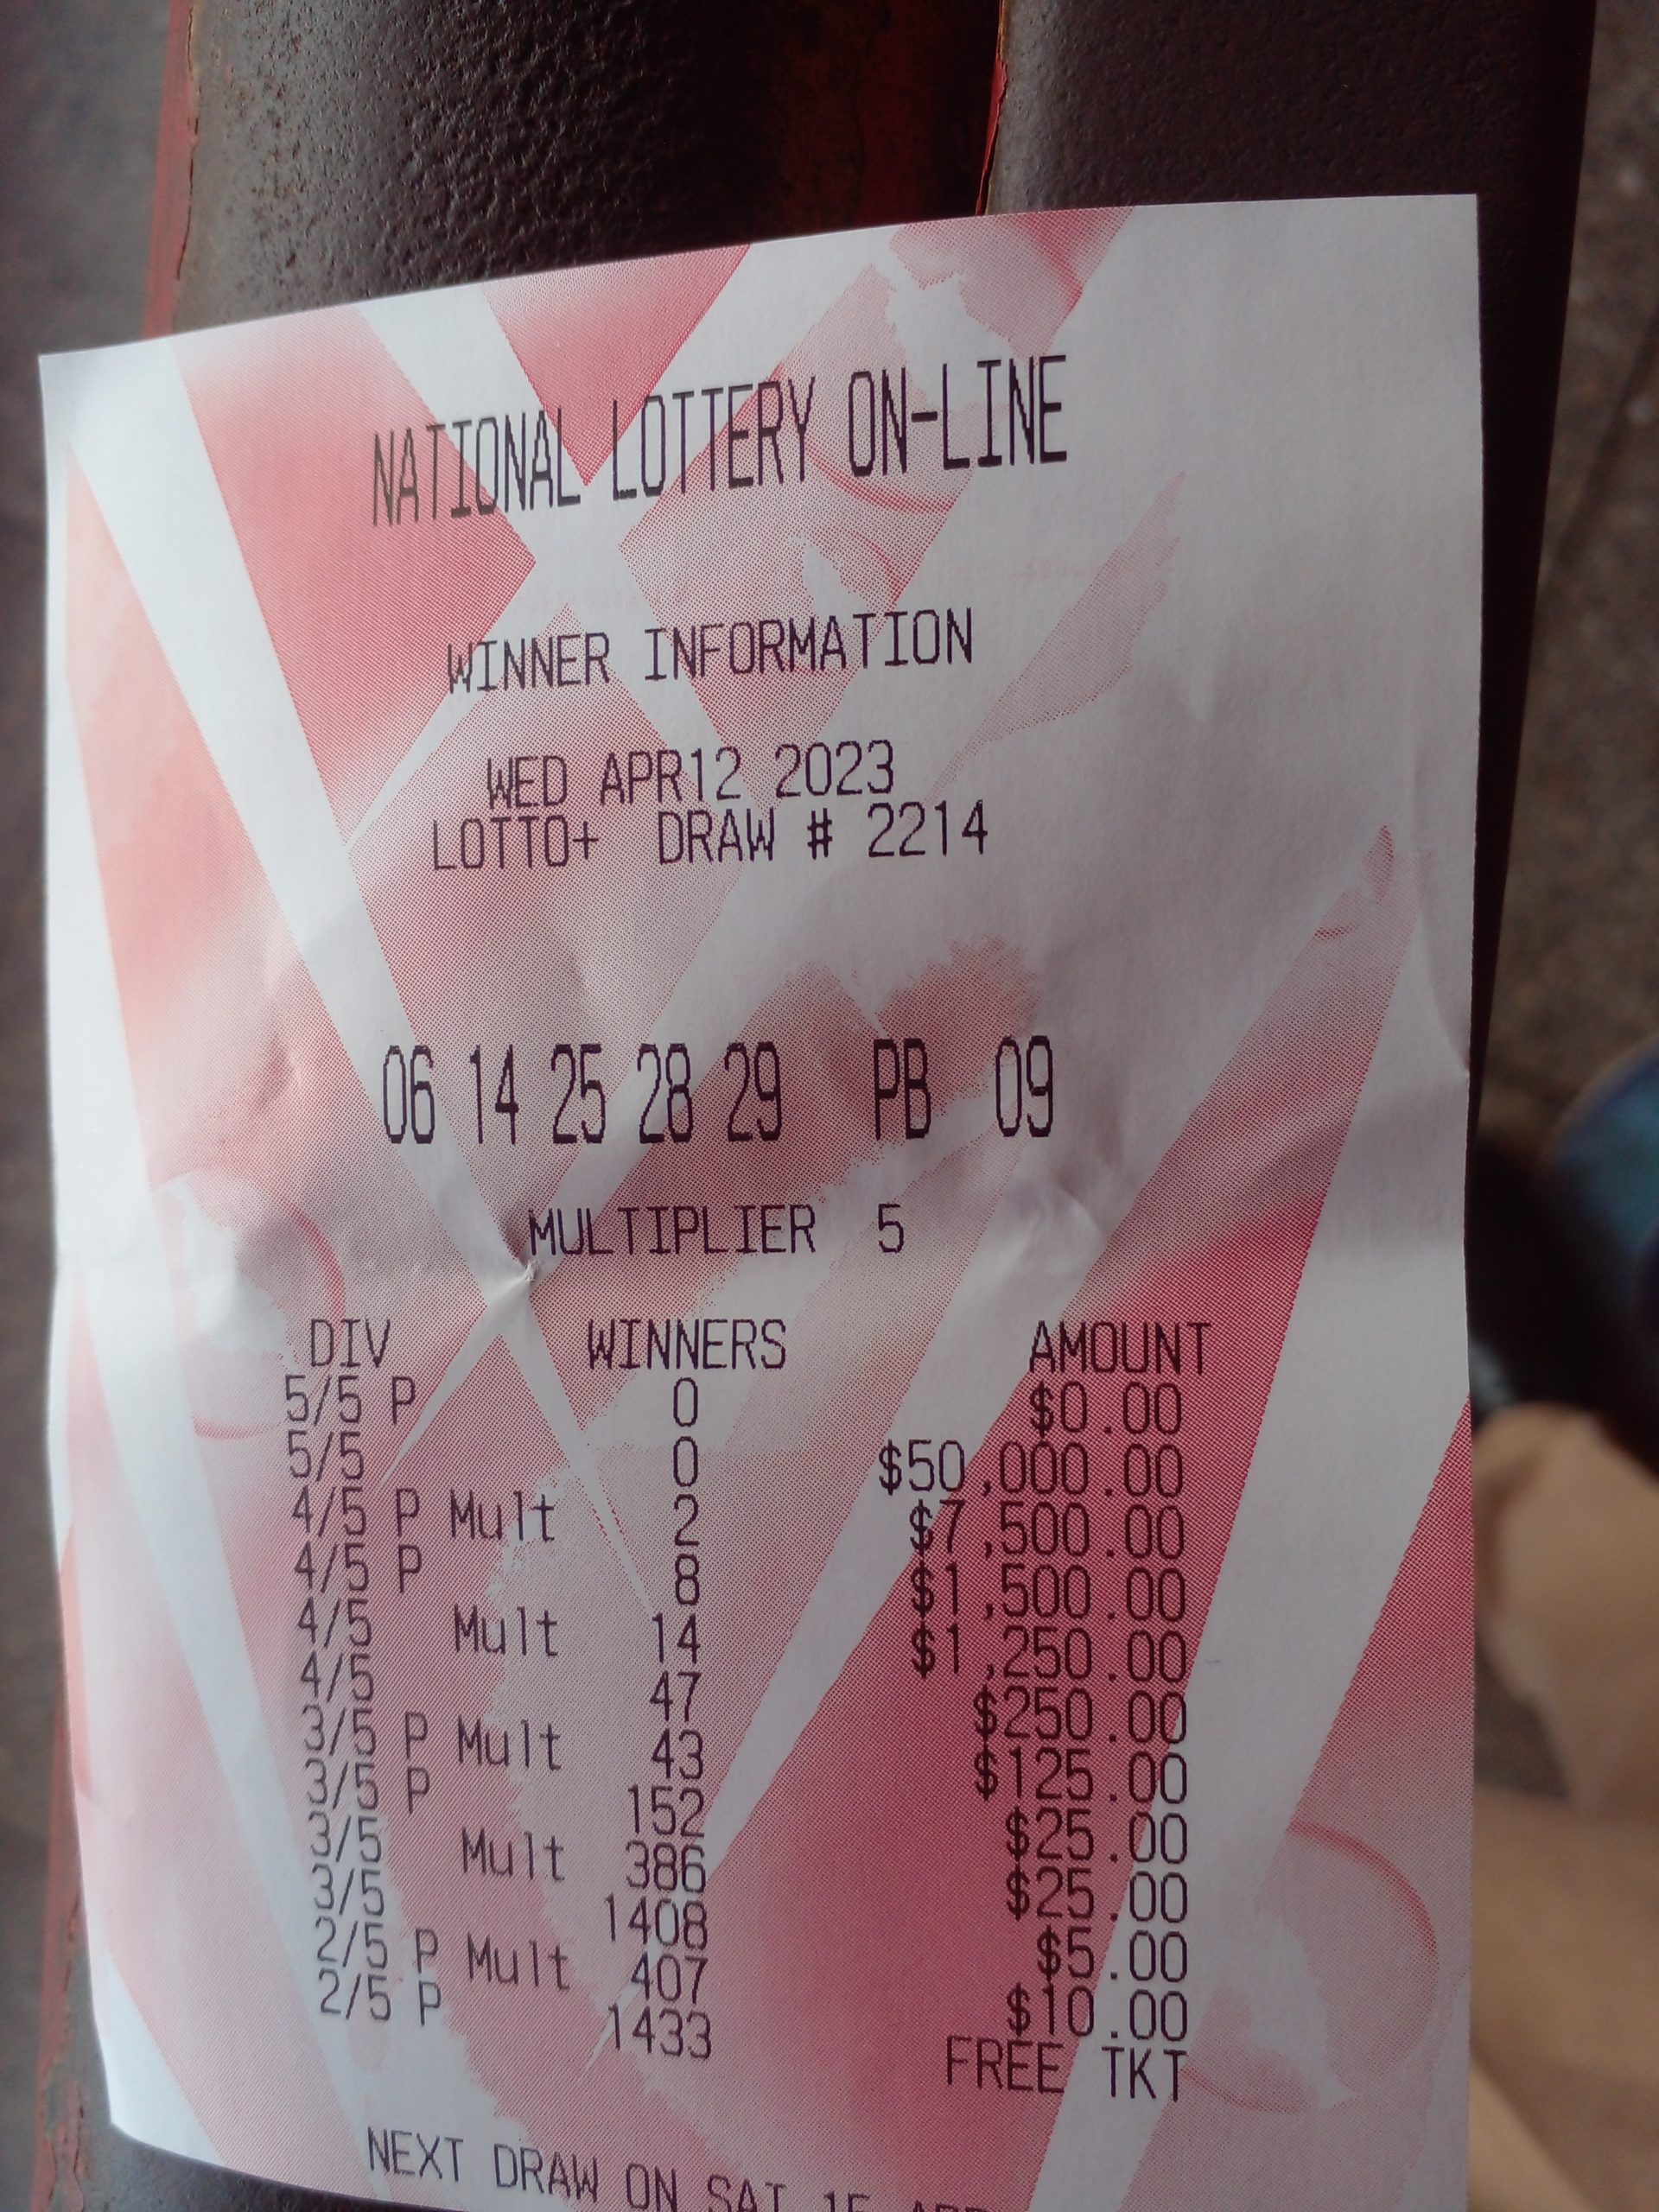 NATIONAL LOTTERY ON-LINE
WINNER INFORMATION
WED APR12 2023
LOTTO+ DRAW # 2214
06 14 25 28 29 PB 09
MULTIPLIER 5
DIV WINNERS AMOUNT
5/5 P 0 $0.00
5/5 0 $50,000.00
4/5 P Mult 2 $7,500.00
4/5 P 8 $1,500.00
4/5 Mult 14 $1,250.00
4/5 47 $250.00
3/5 P Mult 43 $125.00
3/5 P 152 $25.00
3/5 Mult 386 $25.00
3/5 1408 $5.00
2/5 P Mult 407 $10.00
2/5 P 1433 FREE TKT
NEXT DRAW ON SAT 15 APR